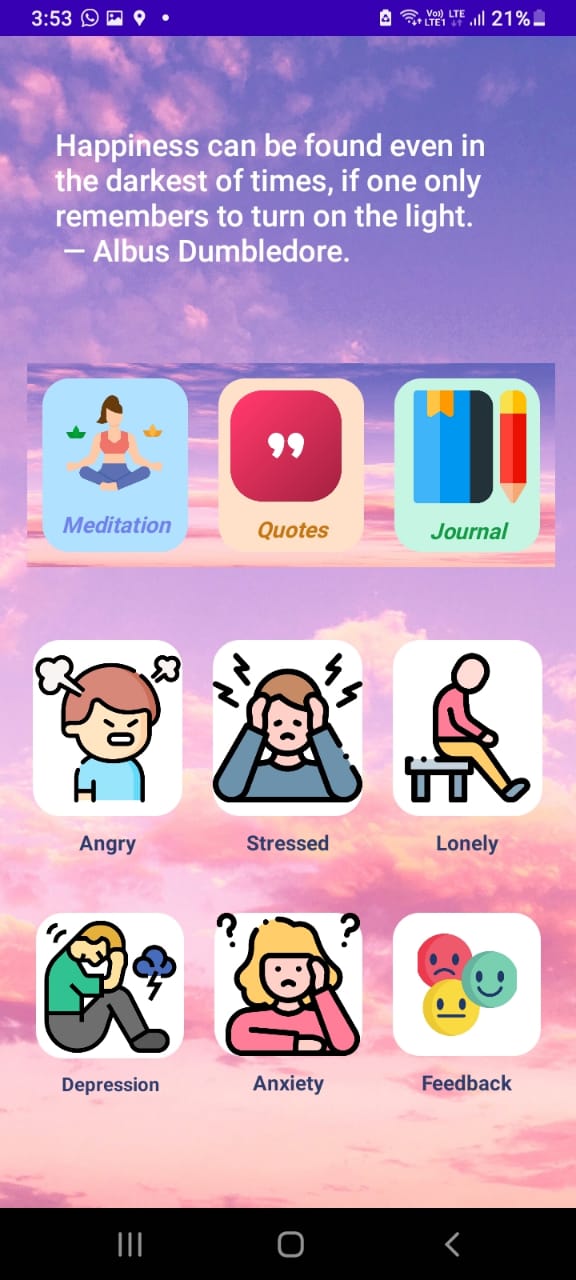 3:53 Vo)) LTE LTE1 21%
Happiness can be found even in
the darkest of times, if one only
remembers to turn on the light.
— Albus Dumbledore.
Meditation Quotes Journal
Angry Stressed Lonely
Depression Anxiety Feedback